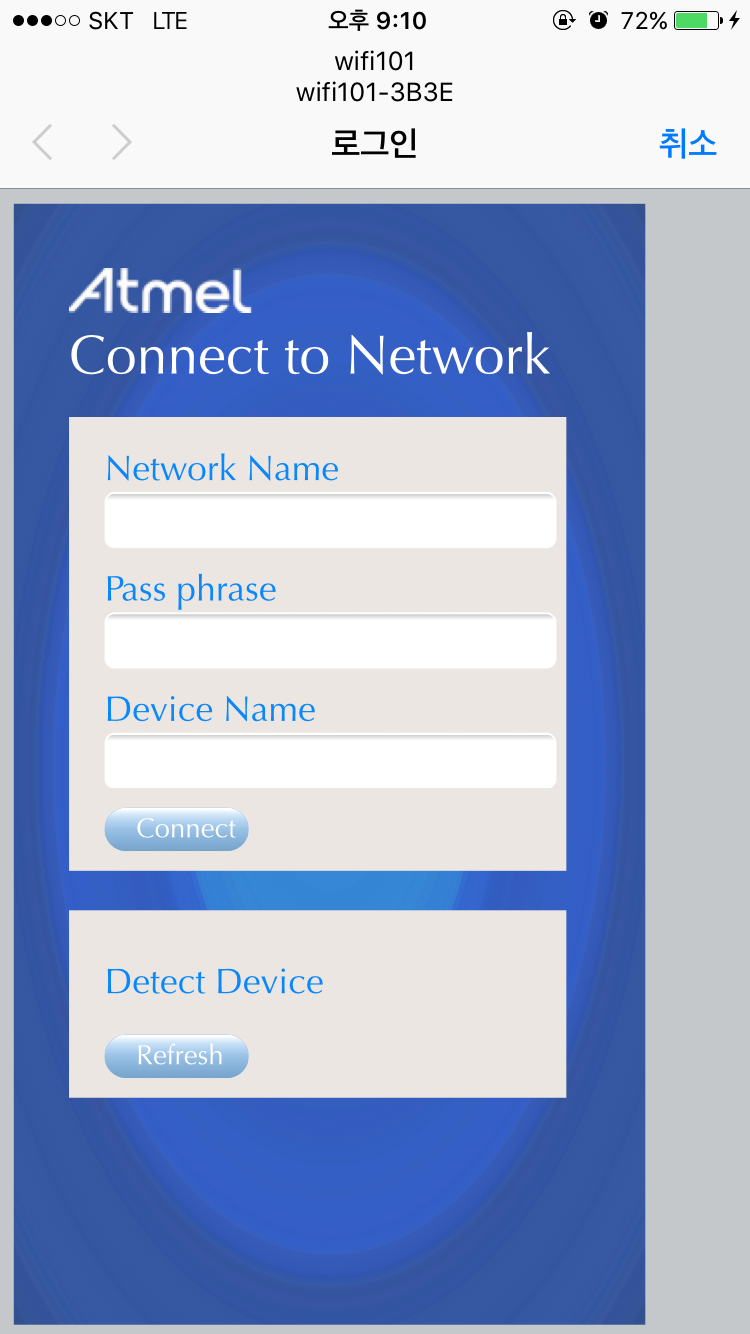 SKT LTE 오후 9:10 72%
wifi101
wifi101-3B3E
로그인 취소
Atmel
Connect to Network
Network Name
Pass phrase
Device Name
Connect
Detect Device
Refresh